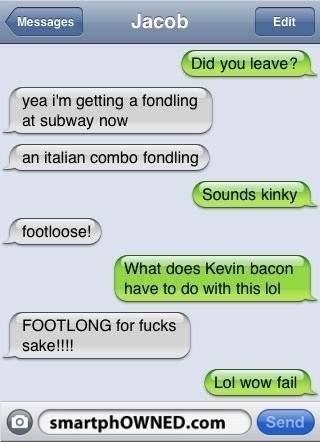 Messages
Jacob
Edit
Did you leave?
yea i'm getting a fondling
at subway now
an italian combo fondling
Sounds kinky
footloose!
What does Kevin bacon
have to do with this lol
FOOTLONG for fucks
sake!!!!
Lol wow fail
smartphOWNED.com
Send